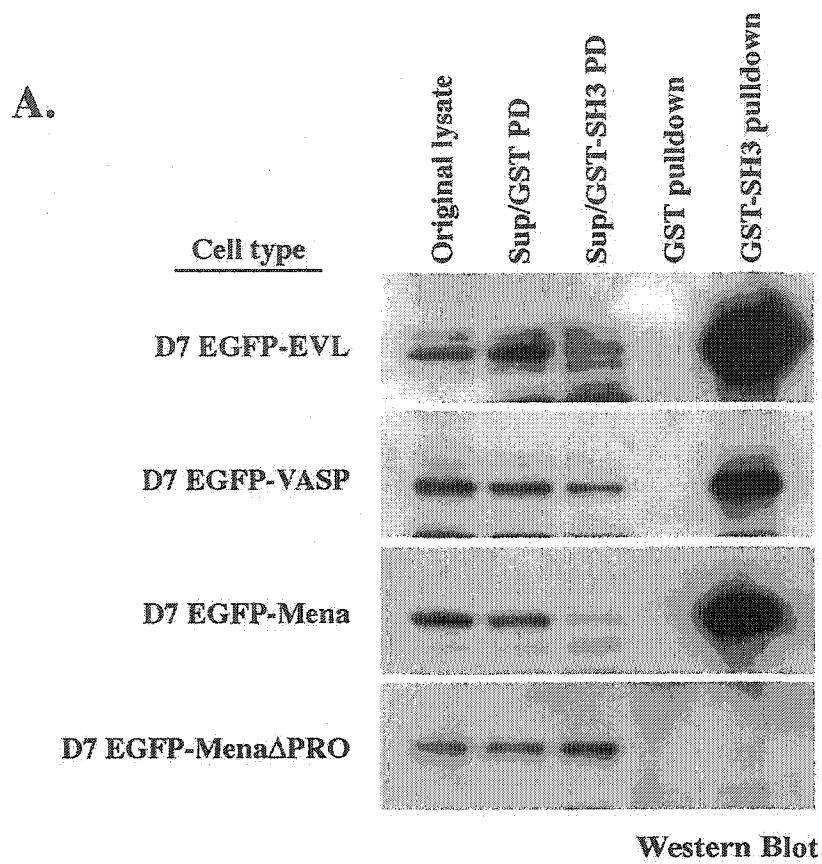 A.
Original lysate
Sup/GST PD
Sup/GST-SH3 PD
GST pulldown
GST-SH3 pulldown
Cell type
D7 EGFP-EVL
D7 EGFP-VASP
D7 EGFP-Mena
D7 EGFP-MenaΔPRO
Western Blot